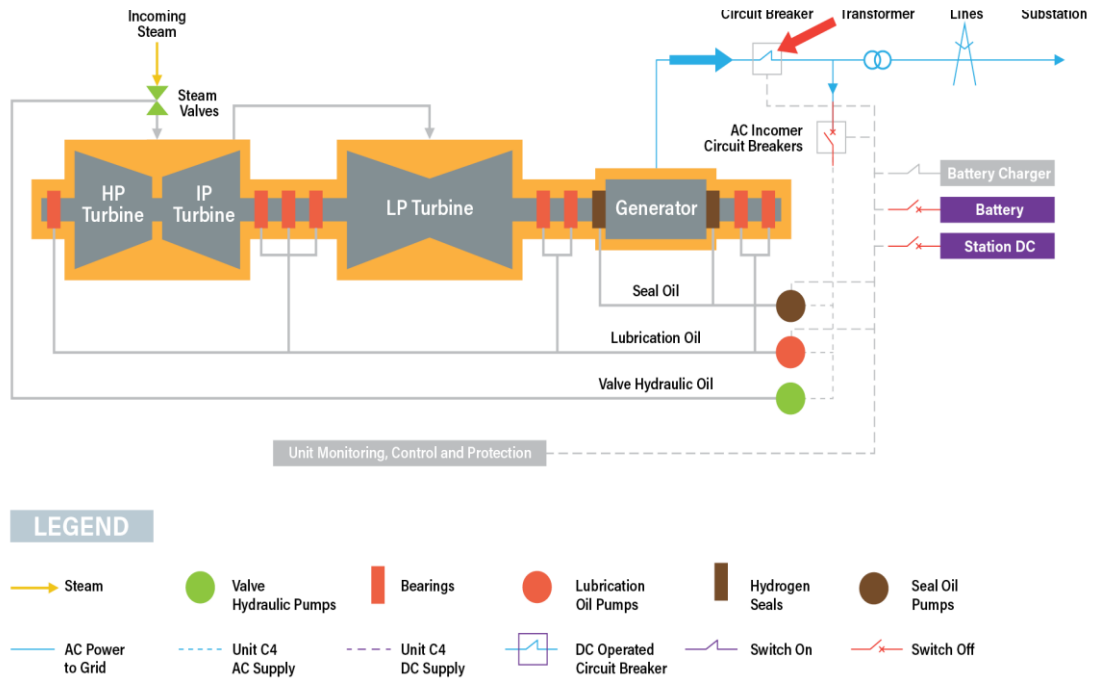 Incoming
Steam
Circuit Breaker
Transformer
Lines
Substation
Steam
Valves
AC Incomer
Circuit Breakers
Battery Charger
HP
Turbine
IP
Turbine
LP Turbine
Generator
Battery
Station DC
Seal Oil
Lubrication Oil
Valve Hydraulic Oil
Unit Monitoring, Control and Protection
LEGEND
Steam
Valve
Hydraulic Pumps
Bearings
Lubrication
Oil Pumps
Hydrogen
Seals
Seal Oil
Pumps
AC Power
to Grid
Unit C4
AC Supply
Unit C4
DC Supply
DC Operated
Circuit Breaker
Switch On
Switch Off